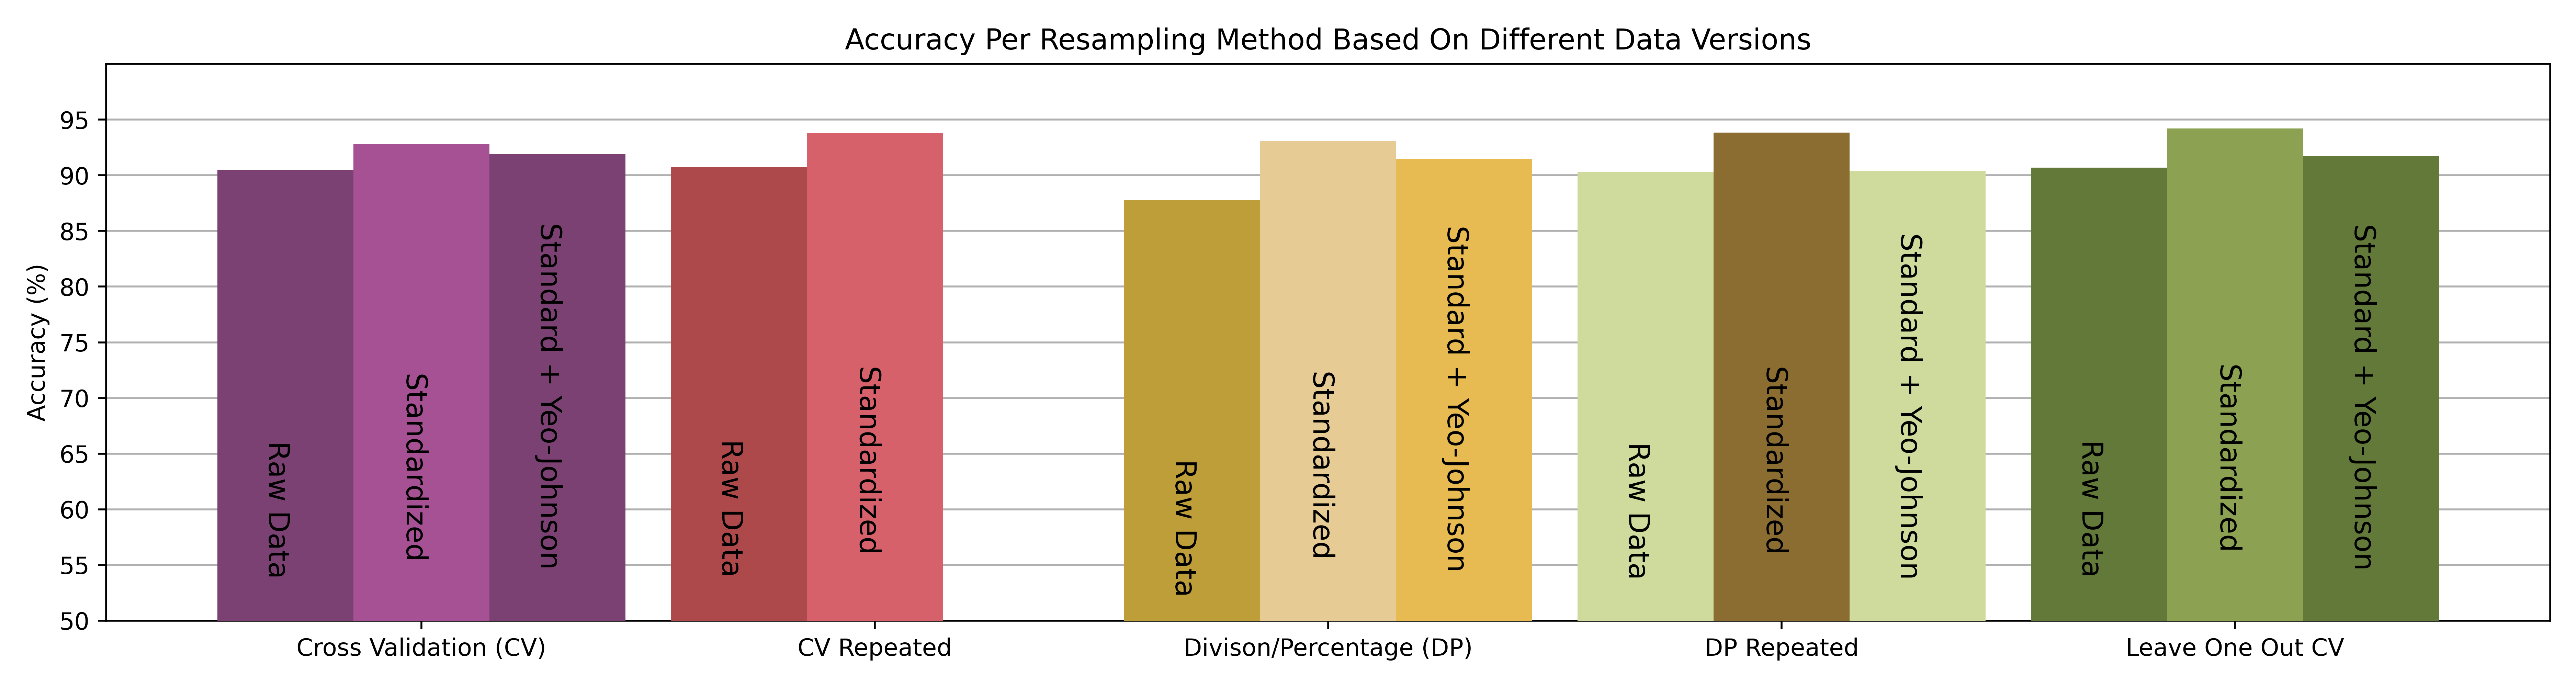 Accuracy Per Resampling Method Based On Different Data Versions
Accuracy (%)
95
90
85
80
75
70
65
60
55
50
Raw Data
Standardized
Standard + Yeo-Johnson
Raw Data
Standardized
Raw Data
Standardized
Standard + Yeo-Johnson
Raw Data
Standardized
Standard + Yeo-Johnson
Raw Data
Standardized
Standard + Yeo-Johnson
Cross Validation (CV)
CV Repeated
Divison/Percentage (DP)
DP Repeated
Leave One Out CV